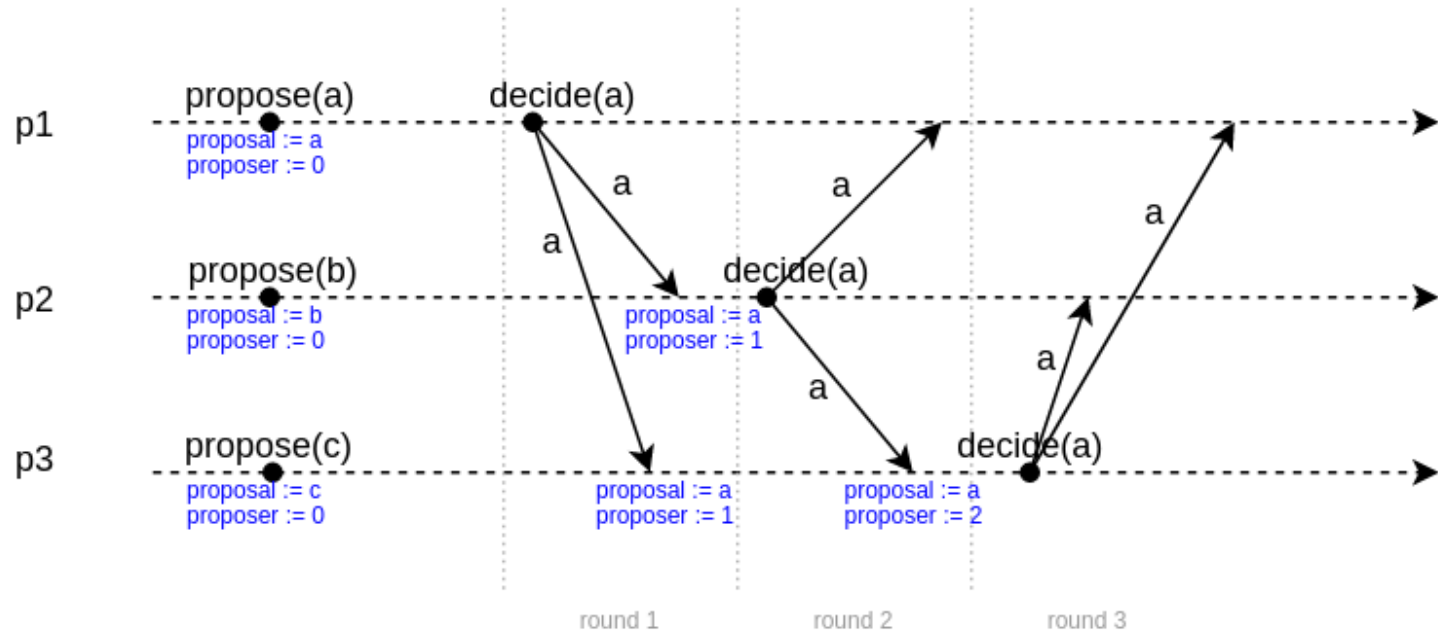 propose(a)
decide(a)
p1
proposal := a
proposer := 0
a
a
a
a
propose(b)
decide(a)
p2
proposal := b
proposer := 0
proposal := a
proposer := 1
a
a
propose(c)
decide(a)
p3
proposal := c
proposer := 0
proposal := a
proposer := 1
proposal := a
proposer := 2
round 1
round 2
round 3